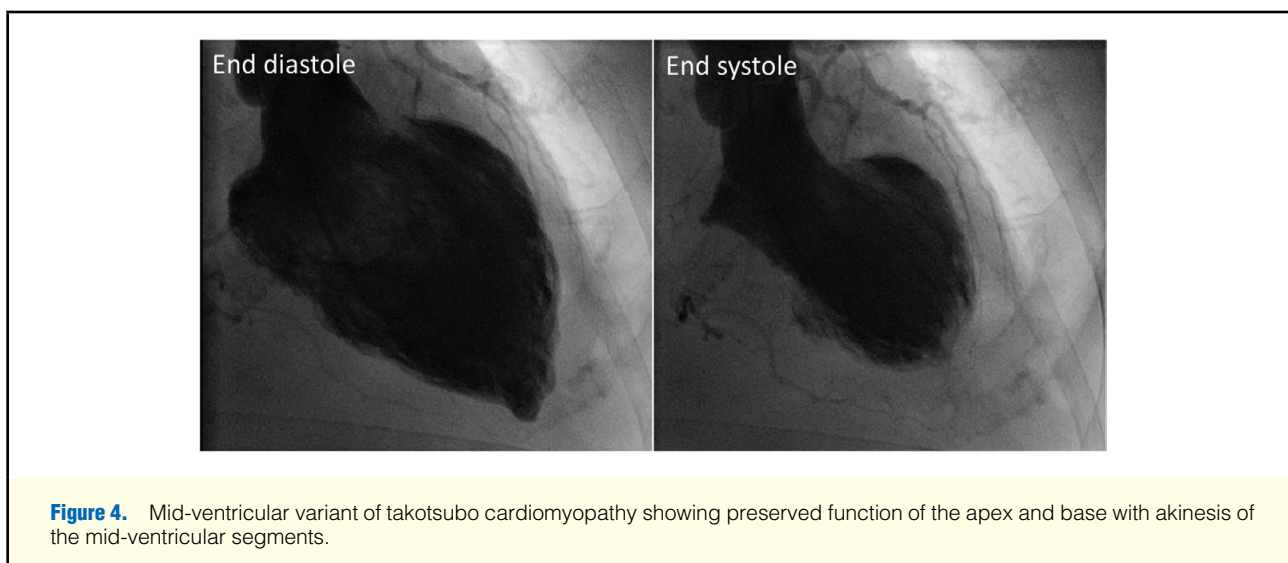 End diastole
End systole
Figure 4. Mid-ventricular variant of takotsubo cardiomyopathy showing preserved function of the apex and base with akinesis of
the mid-ventricular segments.